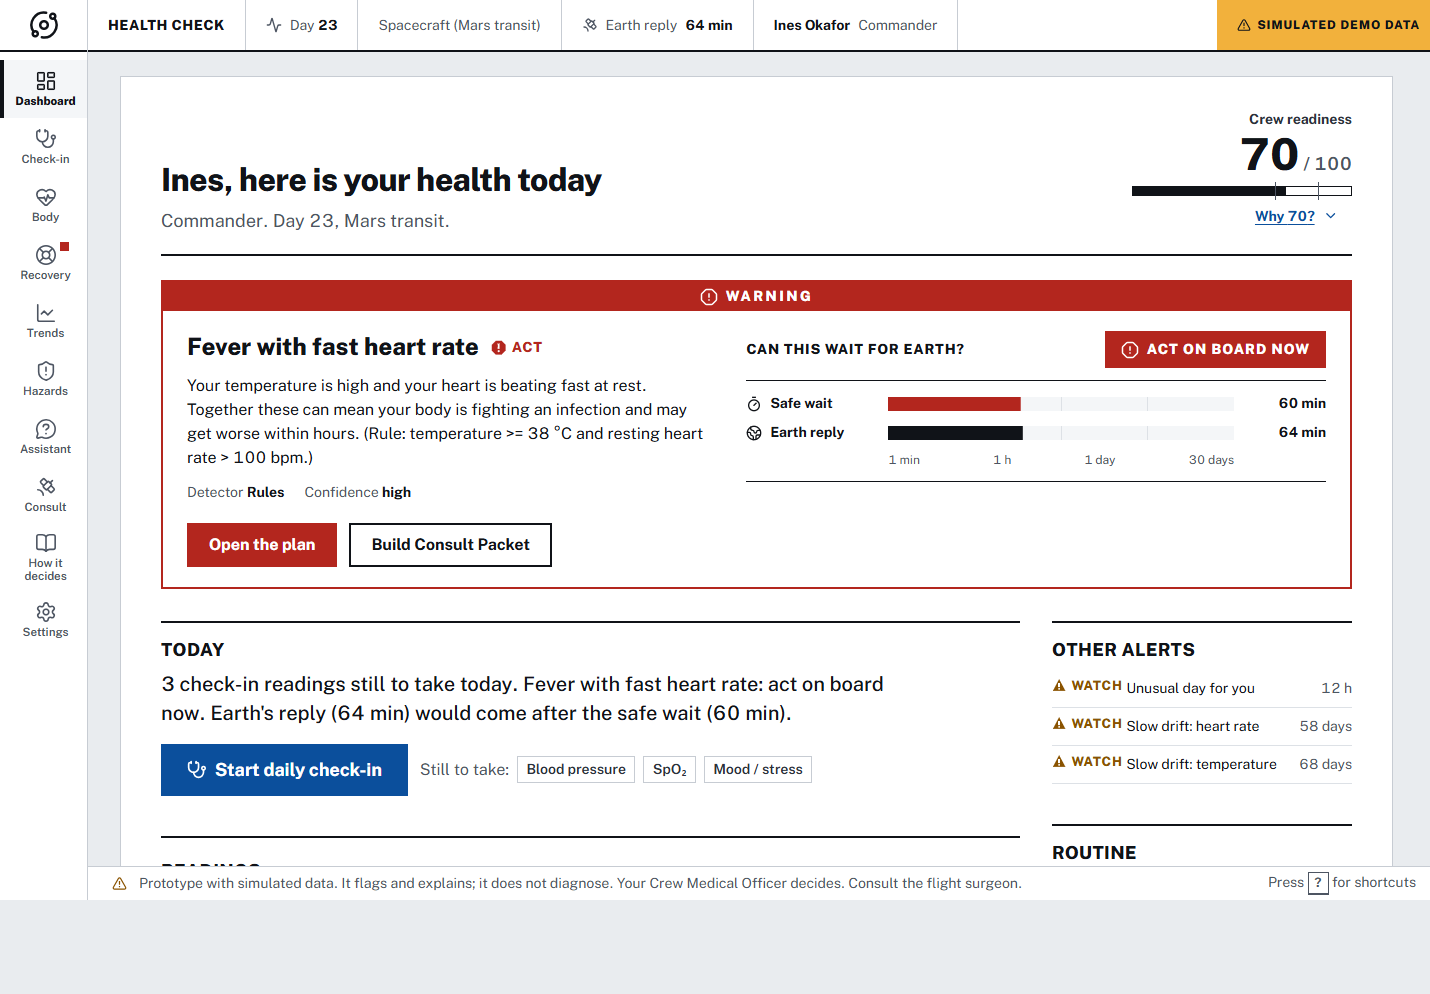 HEALTH CHECK
Day 23
Spacecraft (Mars transit)
Earth reply 64 min
Ines Okafor Commander
SIMULATED DEMO DATA
Dashboard
Check-in
Body
Recovery
Trends
Hazards
Assistant
Consult
How it
decides
Settings
Crew readiness
70 / 100
Why 70?
Ines, here is your health today
Commander. Day 23, Mars transit.
WARNING
Fever with fast heart rate ACT
Your temperature is high and your heart is beating fast at rest.
Together these can mean your body is fighting an infection and may
get worse within hours. (Rule: temperature >= 38 °C and resting heart
rate > 100 bpm.)
Detector Rules Confidence high
Open the plan
Build Consult Packet
CAN THIS WAIT FOR EARTH?
ACT ON BOARD NOW
Safe wait 60 min
Earth reply 64 min
1 min 1 h 1 day 30 days
TODAY
3 check-in readings still to take today. Fever with fast heart rate: act on board
now. Earth's reply (64 min) would come after the safe wait (60 min).
Start daily check-in
Still to take: Blood pressure SpO₂ Mood / stress
READINGS
OTHER ALERTS
WATCH Unusual day for you 12 h
WATCH Slow drift: heart rate 58 days
WATCH Slow drift: temperature 68 days
ROUTINE
Prototype with simulated data. It flags and explains; it does not diagnose. Your Crew Medical Officer decides. Consult the flight surgeon.
Press ? for shortcuts